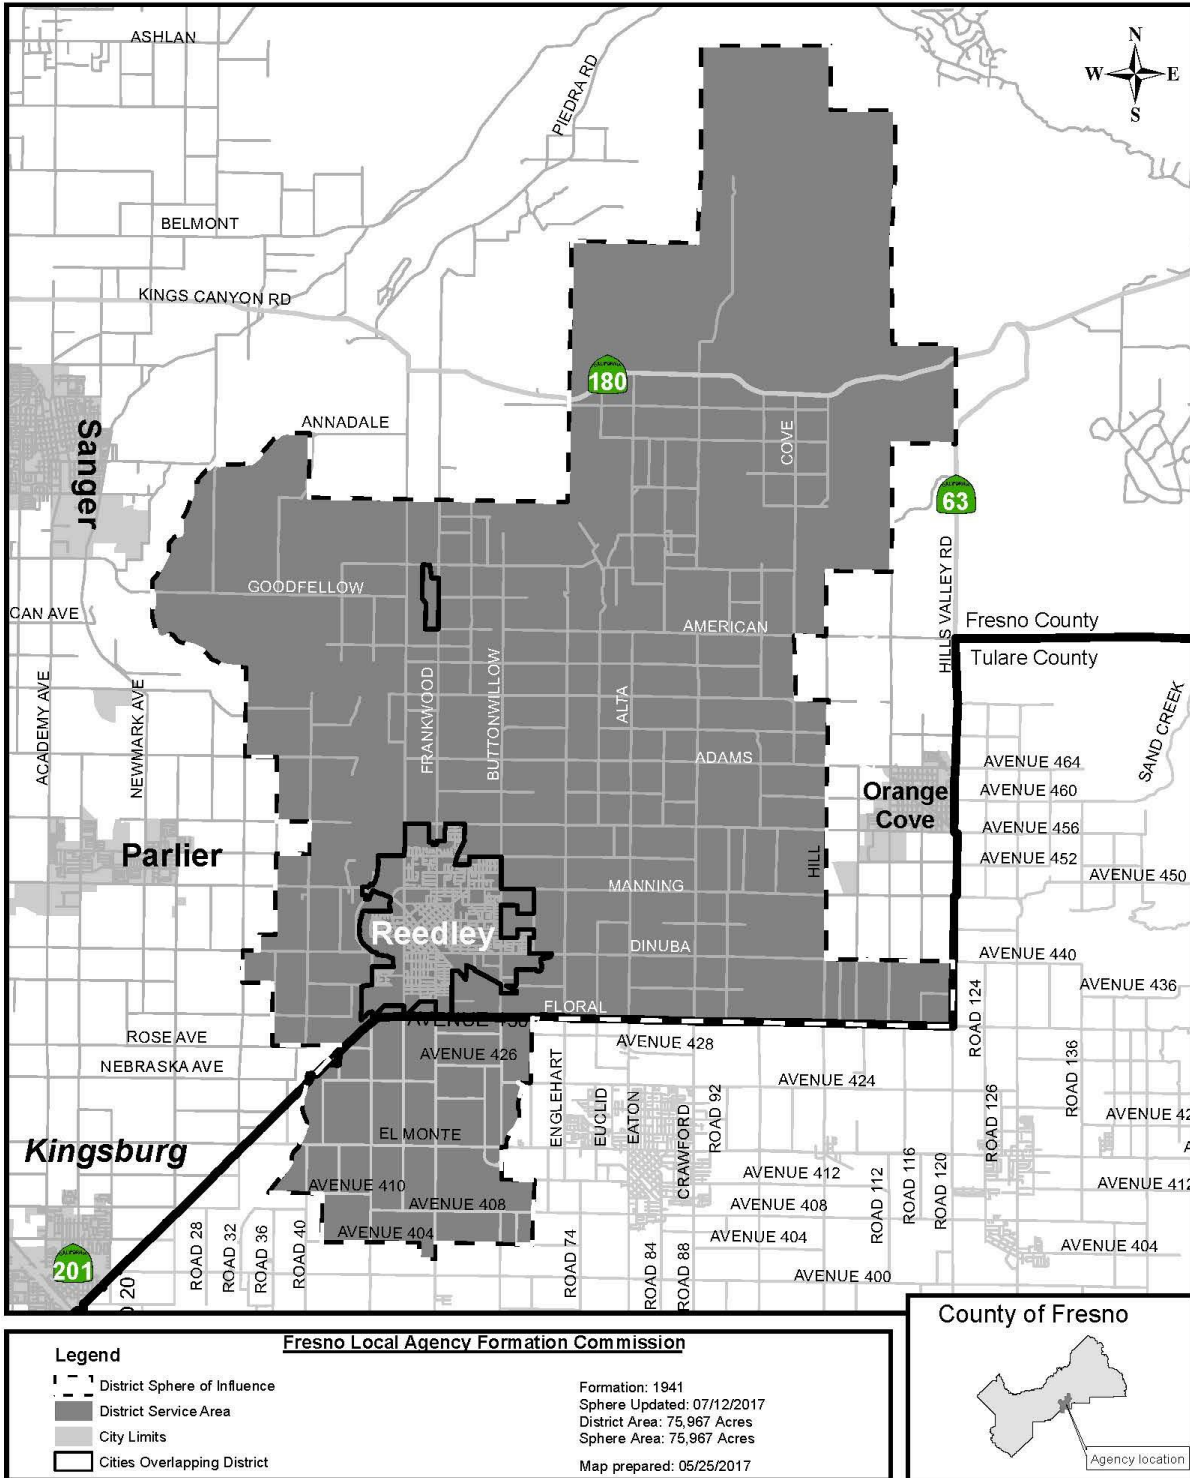 ASHLAN
PIEDRA RD
N
W
E
S
BELMONT
KINGS CANYON RD
180
ANNADALE
COVE
Sanger
63
GOODFELLOW
CAN AVE
AMERICAN
HILLS VALLEY RD
Fresno County
Tulare County
ACADEMY AVE
NEWMARK AVE
FRANKWOOD
BUTTONWILLOW
ALTA
ADAMS
SAND CREEK
AVENUE 464
Orange
Cove
AVENUE 460
AVENUE 456
Parlier
HILL
AVENUE 452
AVENUE 450
MANNING
Reedley
DINUBA
AVENUE 440
AVENUE 436
FLORAL
AVENUE 430
ROAD 124
ROSE AVE
AVENUE 428
AVENUE 426
NEBRASKA AVE
AVENUE 424
ROAD 136
ENGLEHART
EUCLID
EATON
CRAWFORD
ROAD 92
ROAD 126
AVENUE 42
EL MONTE
Kingsburg
AVENUE 412
AVENUE 412
AVENUE 410
AVENUE 408
AVENUE 408
ROAD 112
ROAD 116
ROAD 120
AVENUE 404
AVENUE 404
AVENUE 404
201
ROAD 28
ROAD 32
ROAD 36
ROAD 40
ROAD 74
ROAD 84
ROAD 88
AVENUE 400
20
County of Fresno
Agency location
Fresno Local Agency Formation Commission
Legend
District Sphere of Influence
District Service Area
City Limits
Cities Overlapping District
Formation: 1941
Sphere Updated: 07/12/2017
District Area: 75,967 Acres
Sphere Area: 75,967 Acres
Map prepared: 05/25/2017